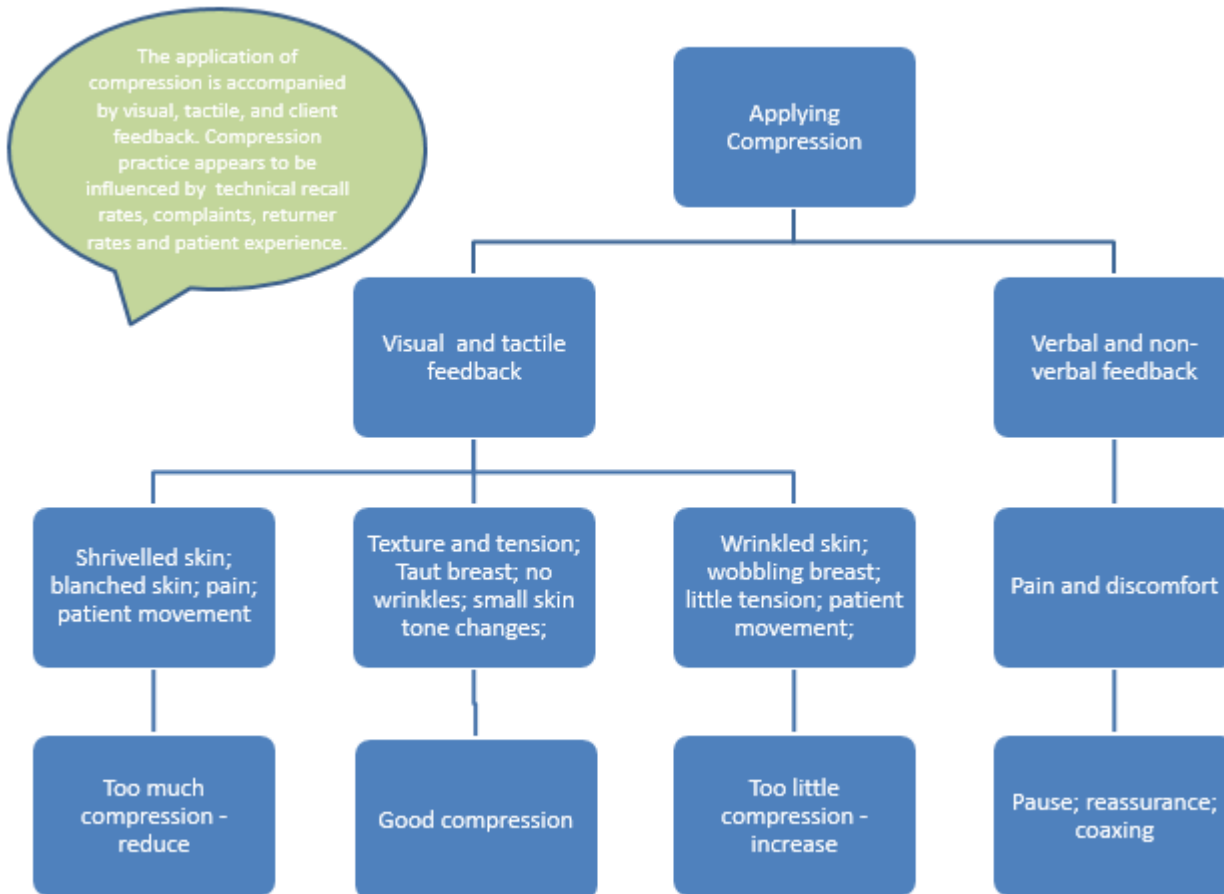 The application of
compression is accompanied
by visual, tactile, and client
feedback. Compression
practice appears to be
influenced by technical recall
rates, complaints, returner
rates and patient experience.
Applying
Compression
Visual and tactile
feedback
Verbal and non-
verbal feedback
Shrivelled skin;
blanched skin; pain;
patient movement
Texture and tension;
Taut breast; no
wrinkles; small skin
tone changes;
Wrinkled skin;
wobbling breast;
little tension; patient
movement;
Pain and discomfort
Too much
compression -
reduce
Good compression
Too little
compression -
increase
Pause; reassurance;
coaxing